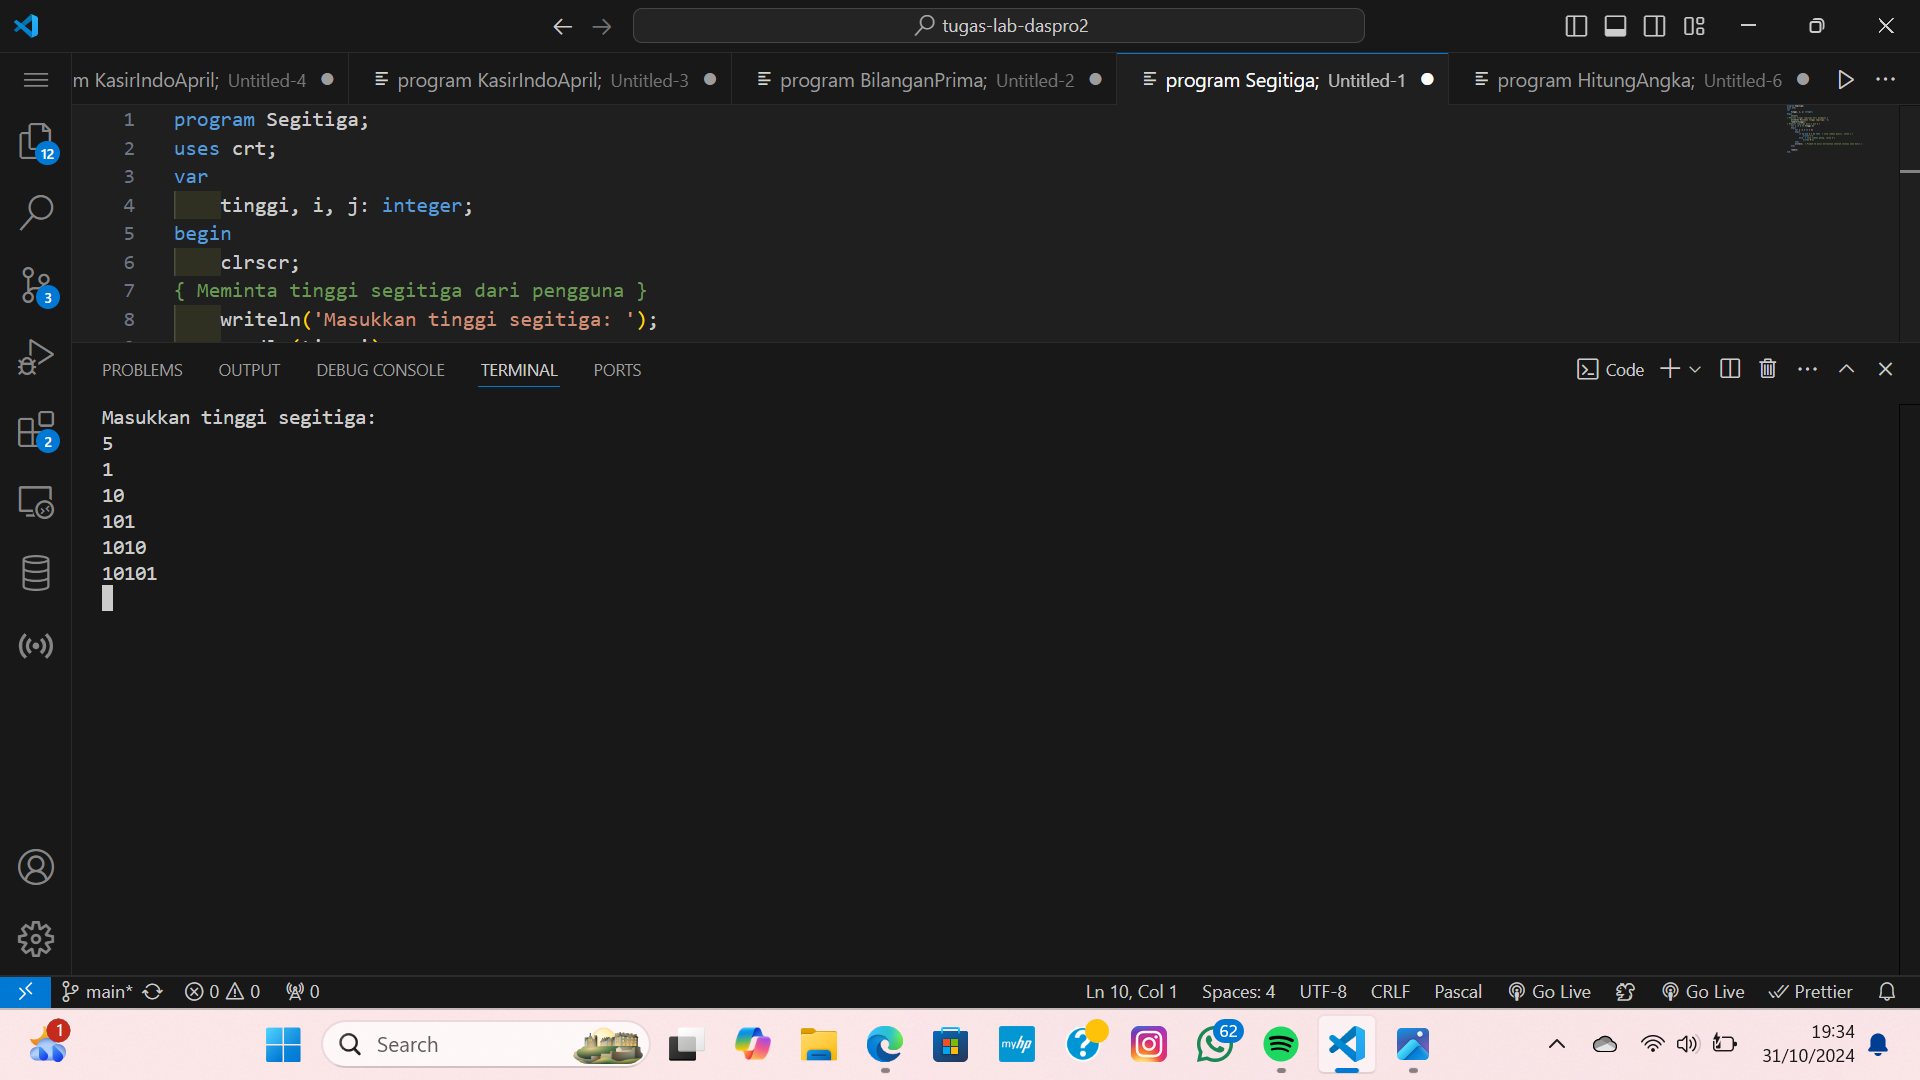 tugas-lab-daspro2
m KasirIndoApril; Untitled-4
program KasirIndoApril; Untitled-3
program BilanganPrima; Untitled-2
program Segitiga; Untitled-1
program HitungAngka; Untitled-6
12
3
2
1 program Segitiga;
2 uses crt;
3 var
4 tinggi, i, j: integer;
5 begin
6 clrscr;
7 { Meminta tinggi segitiga dari pengguna }
8 writeln('Masukkan tinggi segitiga: ');
PROBLEMS OUTPUT DEBUG CONSOLE TERMINAL PORTS
Code
Masukkan tinggi segitiga:
5
1
10
101
1010
10101
main* 0 0 0
Ln 10, Col 1 Spaces: 4 UTF-8 CRLF Pascal Go Live Go Live Prettier
1
Search
myhp
62
19:34
31/10/2024